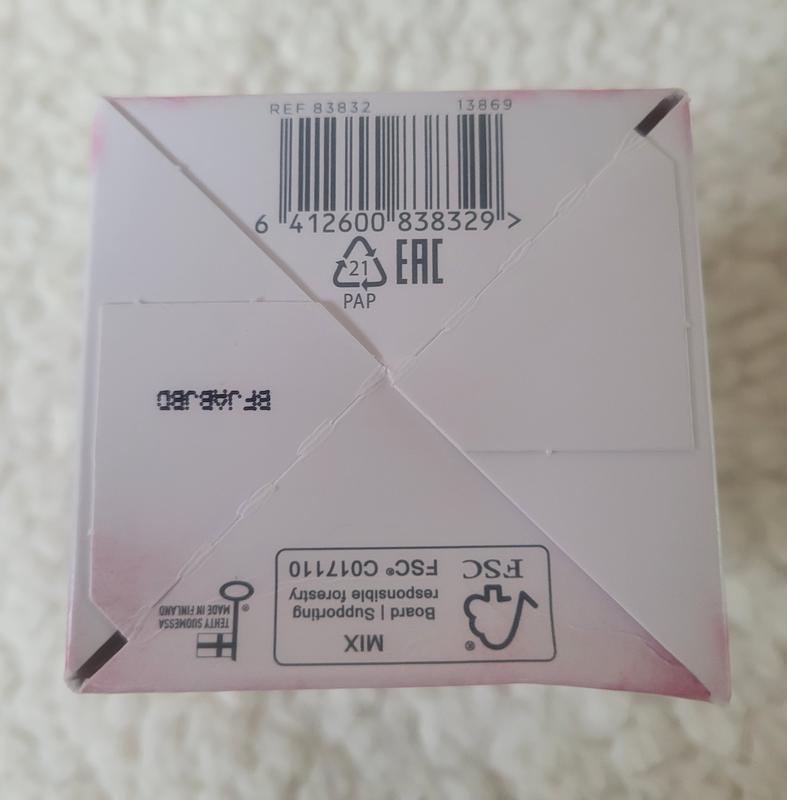 REF 83832 13869
6 412600 838329 >
21
PAP
EAC
BFJABJBD
FSC
FSC® C017110
MIX
Board | Supporting
responsible forestry
®
TEHTY SUOMESSA
MADE IN FINLAND
®